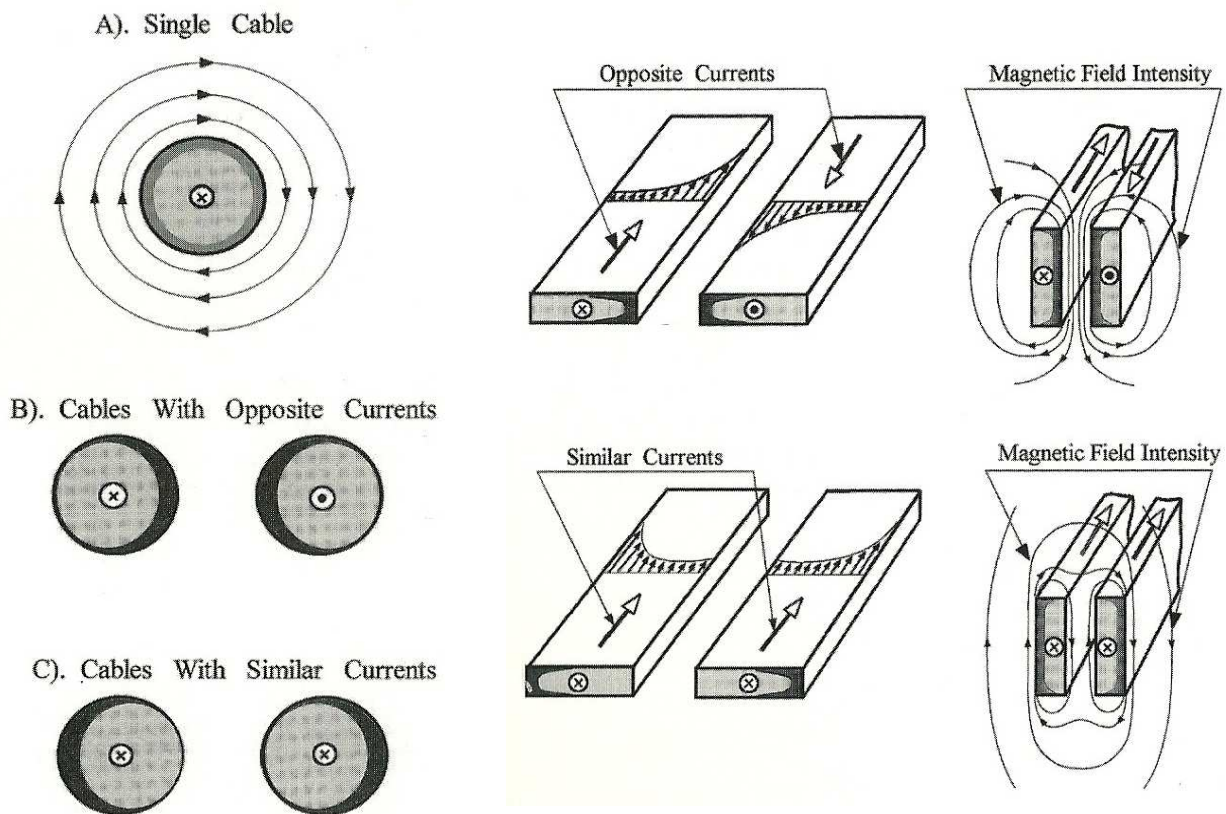 A). Single Cable
Opposite Currents
Magnetic Field Intensity
B). Cables With Opposite Currents
Similar Currents
Magnetic Field Intensity
C). Cables With Similar Currents